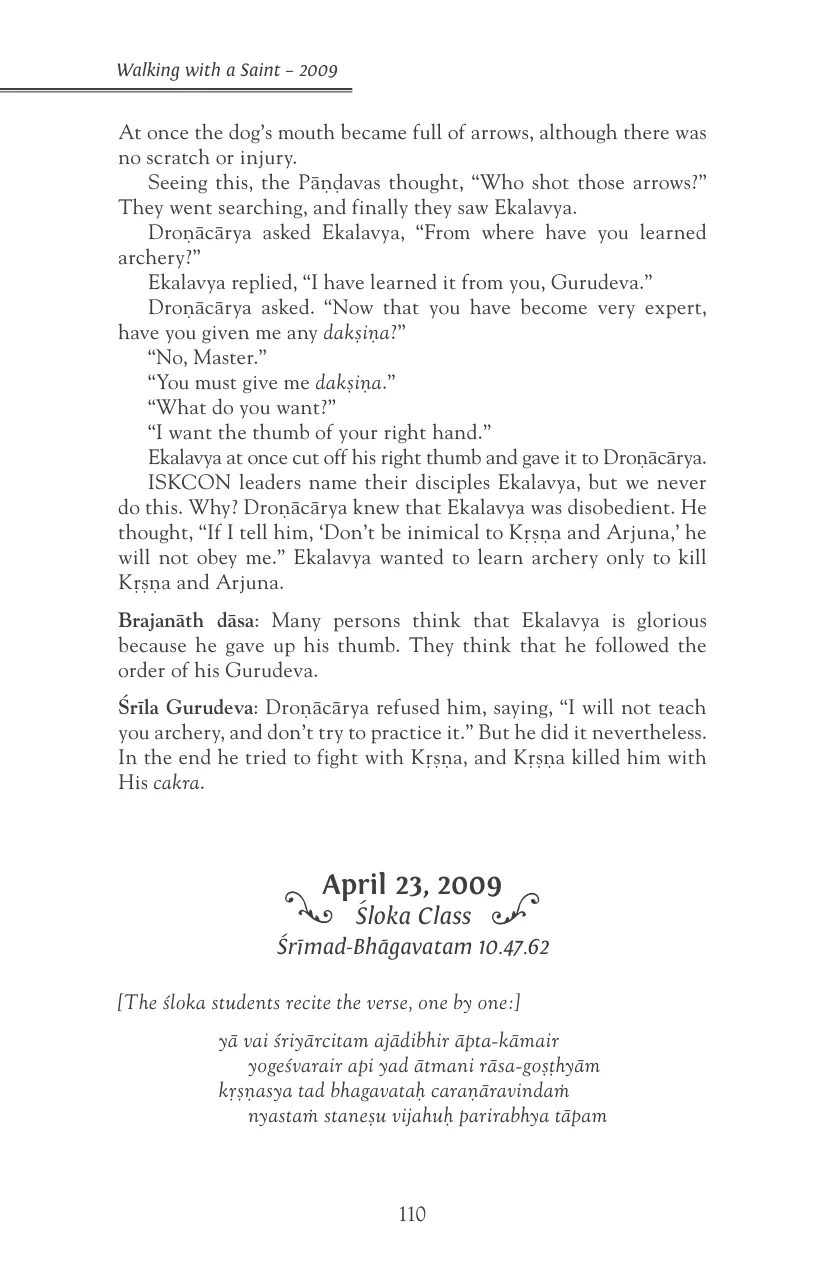 Walking with a Saint – 2009
At once the dog’s mouth became full of arrows, although there was
no scratch or injury.
Seeing this, the Pāṇḍavas thought, “Who shot those arrows?”
They went searching, and finally they saw Ekalavya.
Droṇācārya asked Ekalavya, “From where have you learned
archery?”
Ekalavya replied, “I have learned it from you, Gurudeva.”
Droṇācārya asked. “Now that you have become very expert,
have you given me any dakṣiṇa?”
“No, Master.”
“You must give me dakṣiṇa.”
“What do you want?”
“I want the thumb of your right hand.”
Ekalavya at once cut off his right thumb and gave it to Droṇācārya.
ISKCON leaders name their disciples Ekalavya, but we never
do this. Why? Droṇācārya knew that Ekalavya was disobedient. He
thought, “If I tell him, ‘Don’t be inimical to Kṛṣṇa and Arjuna,’ he
will not obey me.” Ekalavya wanted to learn archery only to kill
Kṛṣṇa and Arjuna.
Brajanāth dāsa: Many persons think that Ekalavya is glorious
because he gave up his thumb. They think that he followed the
order of his Gurudeva.
Śrīla Gurudeva: Droṇācārya refused him, saying, “I will not teach
you archery, and don’t try to practice it.” But he did it nevertheless.
In the end he tried to fight with Kṛṣṇa, and Kṛṣṇa killed him with
His cakra.
April 23, 2009
Śloka Class
Śrīmad-Bhāgavatam 10.47.62
[The śloka students recite the verse, one by one:]
yā vai śriyārcitam ajādibhir āpta-kāmair
yogeśvarair api yad ātmani rāsa-goṣṭhyām
kṛṣṇasya tad bhagavataḥ caraṇāravindaṁ
nyastaṁ staneṣu vijahuḥ parirabhya tāpam
110